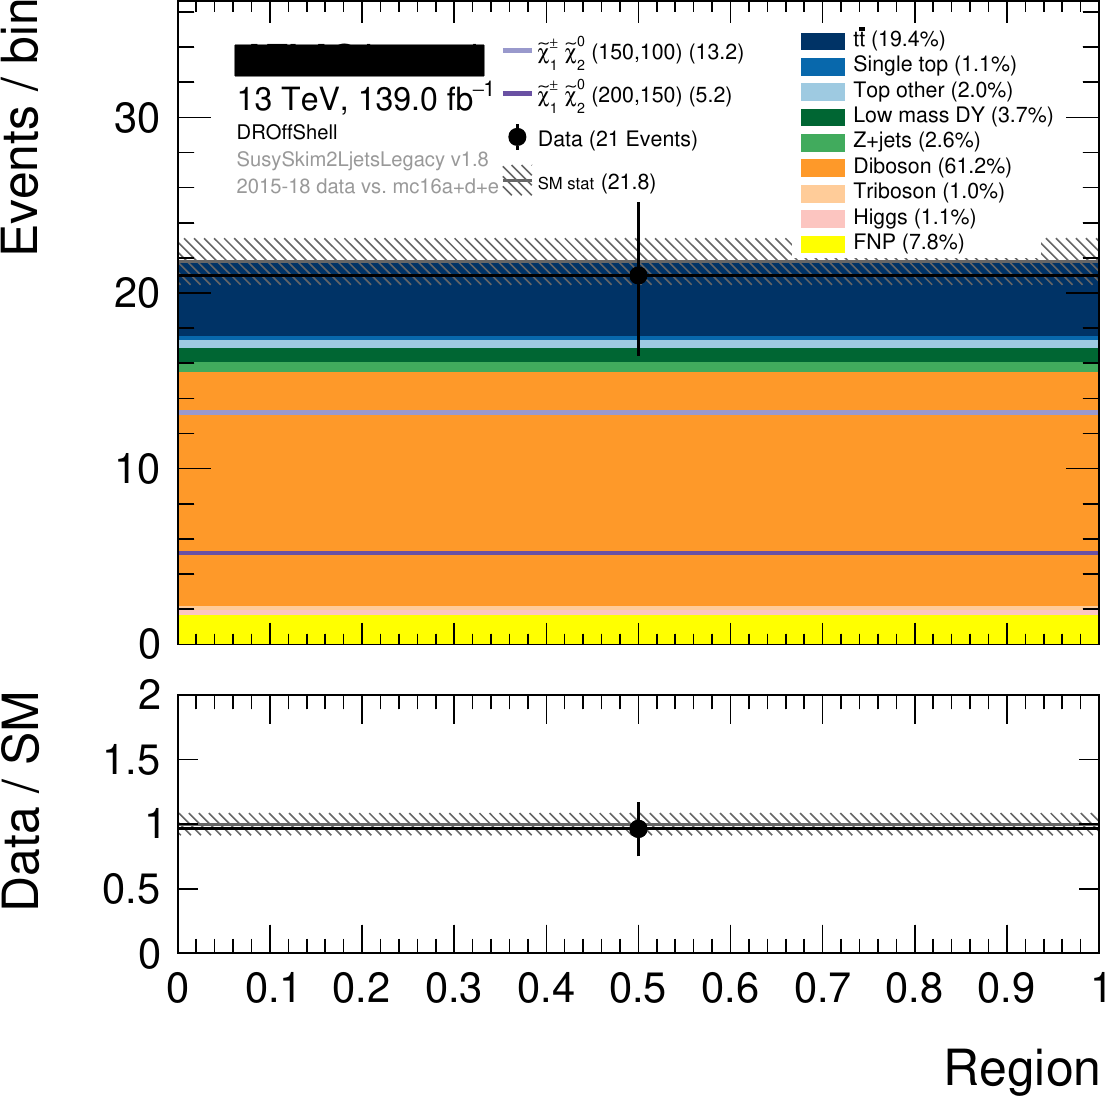 Events / bin
13 TeV, 139.0 fb⁻¹
DROffShell
SusySkim2LjetsLegacy v1.8
2015-18 data vs. mc16a+d+e
χ̃₁± χ̃₂⁰ (150,100) (13.2)
χ̃₁± χ̃₂⁰ (200,150) (5.2)
Data (21 Events)
SM stat (21.8)
tt̄ (19.4%)
Single top (1.1%)
Top other (2.0%)
Low mass DY (3.7%)
Z+jets (2.6%)
Diboson (61.2%)
Triboson (1.0%)
Higgs (1.1%)
FNP (7.8%)
30
20
10
0
Data / SM
2
1.5
1
0.5
0
0 0.1 0.2 0.3 0.4 0.5 0.6 0.7 0.8 0.9 1
Region